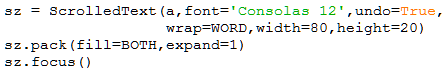 sz = ScrolledText(a,font='Consolas 12',undo=True,
                  wrap=WORD,width=80,height=20)
sz.pack(fill=BOTH,expand=1)
sz.focus()